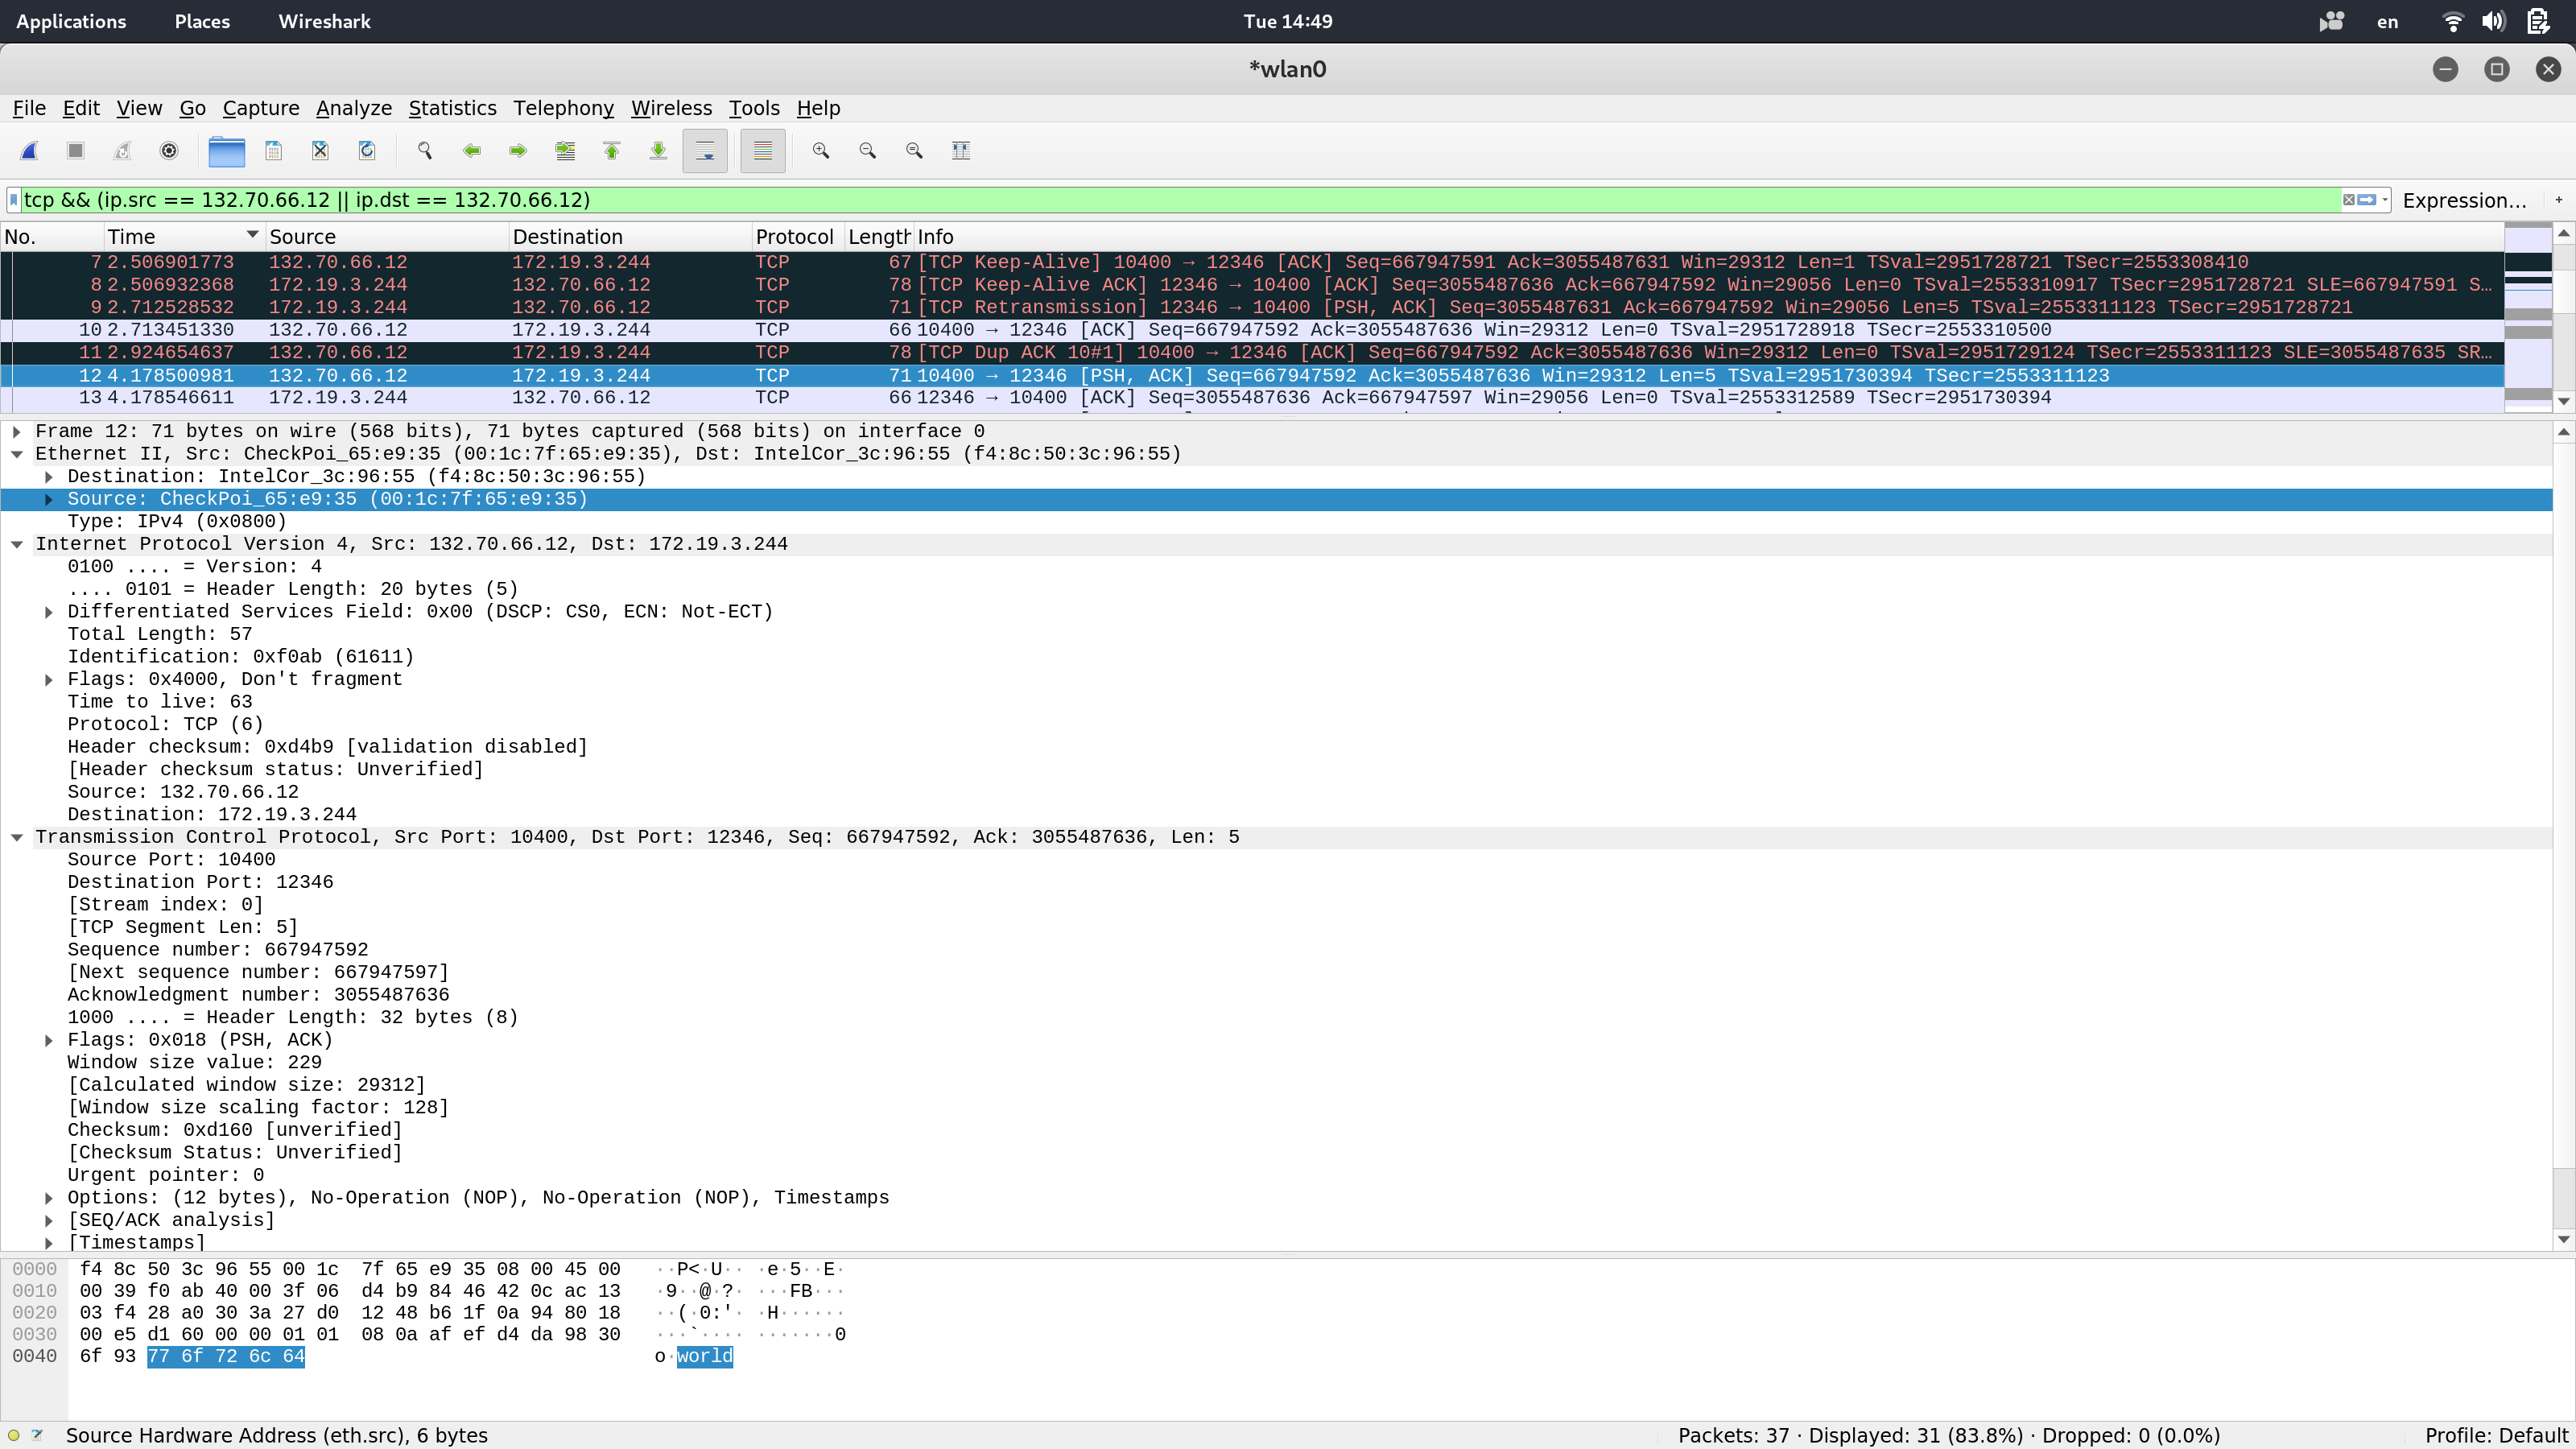 Applications Places Wireshark Tue 14:49 en
*wlan0
File Edit View Go Capture Analyze Statistics Telephony Wireless Tools Help
tcp && (ip.src == 132.70.66.12 || ip.dst == 132.70.66.12) Expression… +
No. Time Source Destination Protocol Length Info
7 2.506901773 132.70.66.12 172.19.3.244 TCP 67 [TCP Keep-Alive] 10400 → 12346 [ACK] Seq=667947591 Ack=3055487631 Win=29312 Len=1 TSval=2951728721 TSecr=2553308410
8 2.506932368 172.19.3.244 132.70.66.12 TCP 78 [TCP Keep-Alive ACK] 12346 → 10400 [ACK] Seq=3055487636 Ack=667947592 Win=29056 Len=0 TSval=2553310917 TSecr=2951728721 SLE=667947591 S…
9 2.712528532 172.19.3.244 132.70.66.12 TCP 71 [TCP Retransmission] 12346 → 10400 [PSH, ACK] Seq=3055487631 Ack=667947592 Win=29056 Len=5 TSval=2553311123 TSecr=2951728721
10 2.713451330 132.70.66.12 172.19.3.244 TCP 66 10400 → 12346 [ACK] Seq=667947592 Ack=3055487636 Win=29312 Len=0 TSval=2951728918 TSecr=2553310500
11 2.924654637 132.70.66.12 172.19.3.244 TCP 78 [TCP Dup ACK 10#1] 10400 → 12346 [ACK] Seq=667947592 Ack=3055487636 Win=29312 Len=0 TSval=2951729124 TSecr=2553311123 SLE=3055487635 SR…
12 4.178500981 132.70.66.12 172.19.3.244 TCP 71 10400 → 12346 [PSH, ACK] Seq=667947592 Ack=3055487636 Win=29312 Len=5 TSval=2951730394 TSecr=2553311123
13 4.178546611 172.19.3.244 132.70.66.12 TCP 66 12346 → 10400 [ACK] Seq=3055487636 Ack=667947597 Win=29056 Len=0 TSval=2553312589 TSecr=2951730394
Frame 12: 71 bytes on wire (568 bits), 71 bytes captured (568 bits) on interface 0
Ethernet II, Src: CheckPoi_65:e9:35 (00:1c:7f:65:e9:35), Dst: IntelCor_3c:96:55 (f4:8c:50:3c:96:55)
Destination: IntelCor_3c:96:55 (f4:8c:50:3c:96:55)
Source: CheckPoi_65:e9:35 (00:1c:7f:65:e9:35)
Type: IPv4 (0x0800)
Internet Protocol Version 4, Src: 132.70.66.12, Dst: 172.19.3.244
0100 .... = Version: 4
.... 0101 = Header Length: 20 bytes (5)
Differentiated Services Field: 0x00 (DSCP: CS0, ECN: Not-ECT)
Total Length: 57
Identification: 0xf0ab (61611)
Flags: 0x4000, Don't fragment
Time to live: 63
Protocol: TCP (6)
Header checksum: 0xd4b9 [validation disabled]
[Header checksum status: Unverified]
Source: 132.70.66.12
Destination: 172.19.3.244
Transmission Control Protocol, Src Port: 10400, Dst Port: 12346, Seq: 667947592, Ack: 3055487636, Len: 5
Source Port: 10400
Destination Port: 12346
[Stream index: 0]
[TCP Segment Len: 5]
Sequence number: 667947592
[Next sequence number: 667947597]
Acknowledgment number: 3055487636
1000 .... = Header Length: 32 bytes (8)
Flags: 0x018 (PSH, ACK)
Window size value: 229
[Calculated window size: 29312]
[Window size scaling factor: 128]
Checksum: 0xd160 [unverified]
[Checksum Status: Unverified]
Urgent pointer: 0
Options: (12 bytes), No-Operation (NOP), No-Operation (NOP), Timestamps
[SEQ/ACK analysis]
[Timestamps]
0000 f4 8c 50 3c 96 55 00 1c 7f 65 e9 35 08 00 45 00 ··P<·U·· ·e·5··E·
0010 00 39 f0 ab 40 00 3f 06 d4 b9 84 46 42 0c ac 13 ·9··@·?· ···FB···
0020 03 f4 28 a0 30 3a 27 d0 12 48 b6 1f 0a 94 80 18 ··(·0:'· ·H······
0030 00 e5 d1 60 00 00 01 01 08 0a af ef d4 da 98 30 ···`···· ·······0
0040 6f 93 77 6f 72 6c 64 o·world
Source Hardware Address (eth.src), 6 bytes Packets: 37 · Displayed: 31 (83.8%) · Dropped: 0 (0.0%) Profile: Default